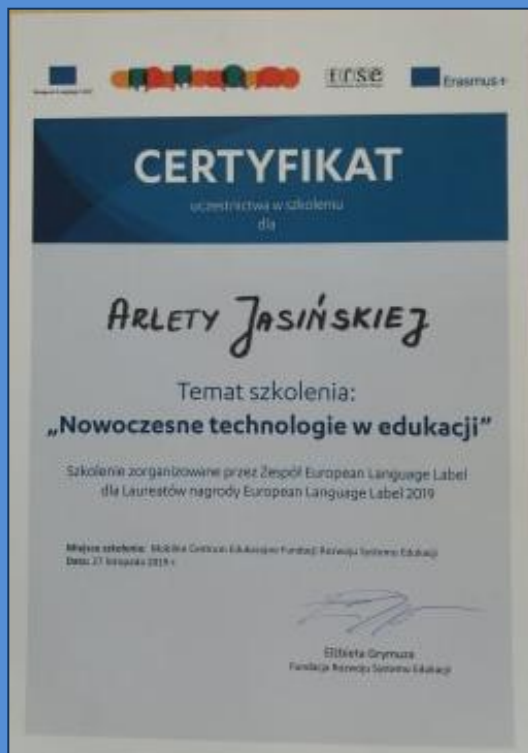 frse Erasmus+
CERTYFIKAT
uczestnictwa w szkoleniu
dla
ARLETY JASIŃSKIEJ
Temat szkolenia:
„Nowoczesne technologie w edukacji”
Szkolenie zorganizowane przez Zespół European Language Label
dla Laureatów nagrody European Language Label 2019
Miejsce szkolenia: Mobilne Centrum Edukacyjne Fundacji Rozwoju Systemu Edukacji
Data: 27 listopada 2019 r.
Elżbieta Grymuza
Fundacja Rozwoju Systemu Edukacji